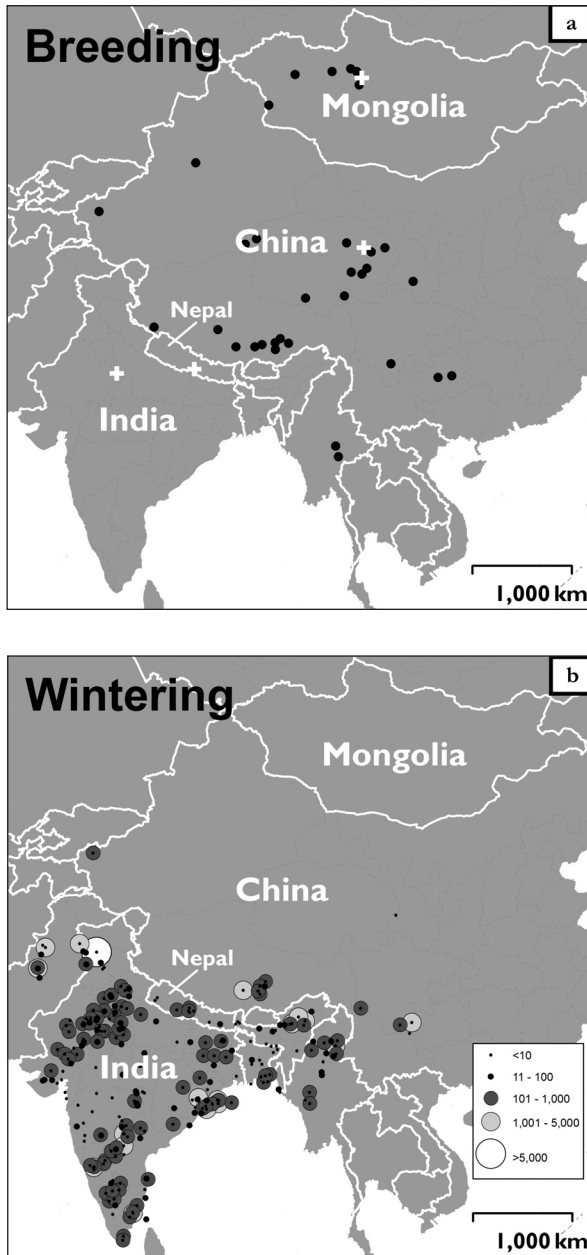 Breeding
a
Mongolia
China
Nepal
India
1,000 km
Wintering
b
Mongolia
China
Nepal
India
<10
11 - 100
101 - 1,000
1,001 - 5,000
>5,000
1,000 km